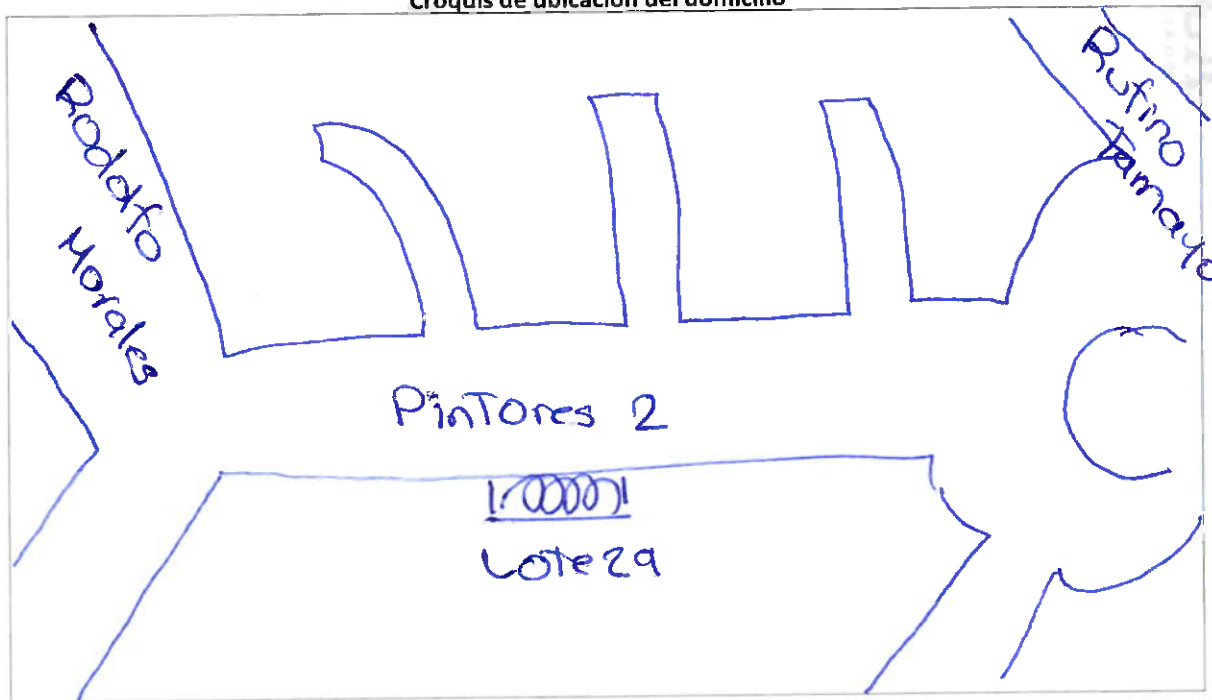 Croquis de ubicación del domicilio
Rodolfo
Morales
Rufino
Tamayo
PinTores 2
Lote 29